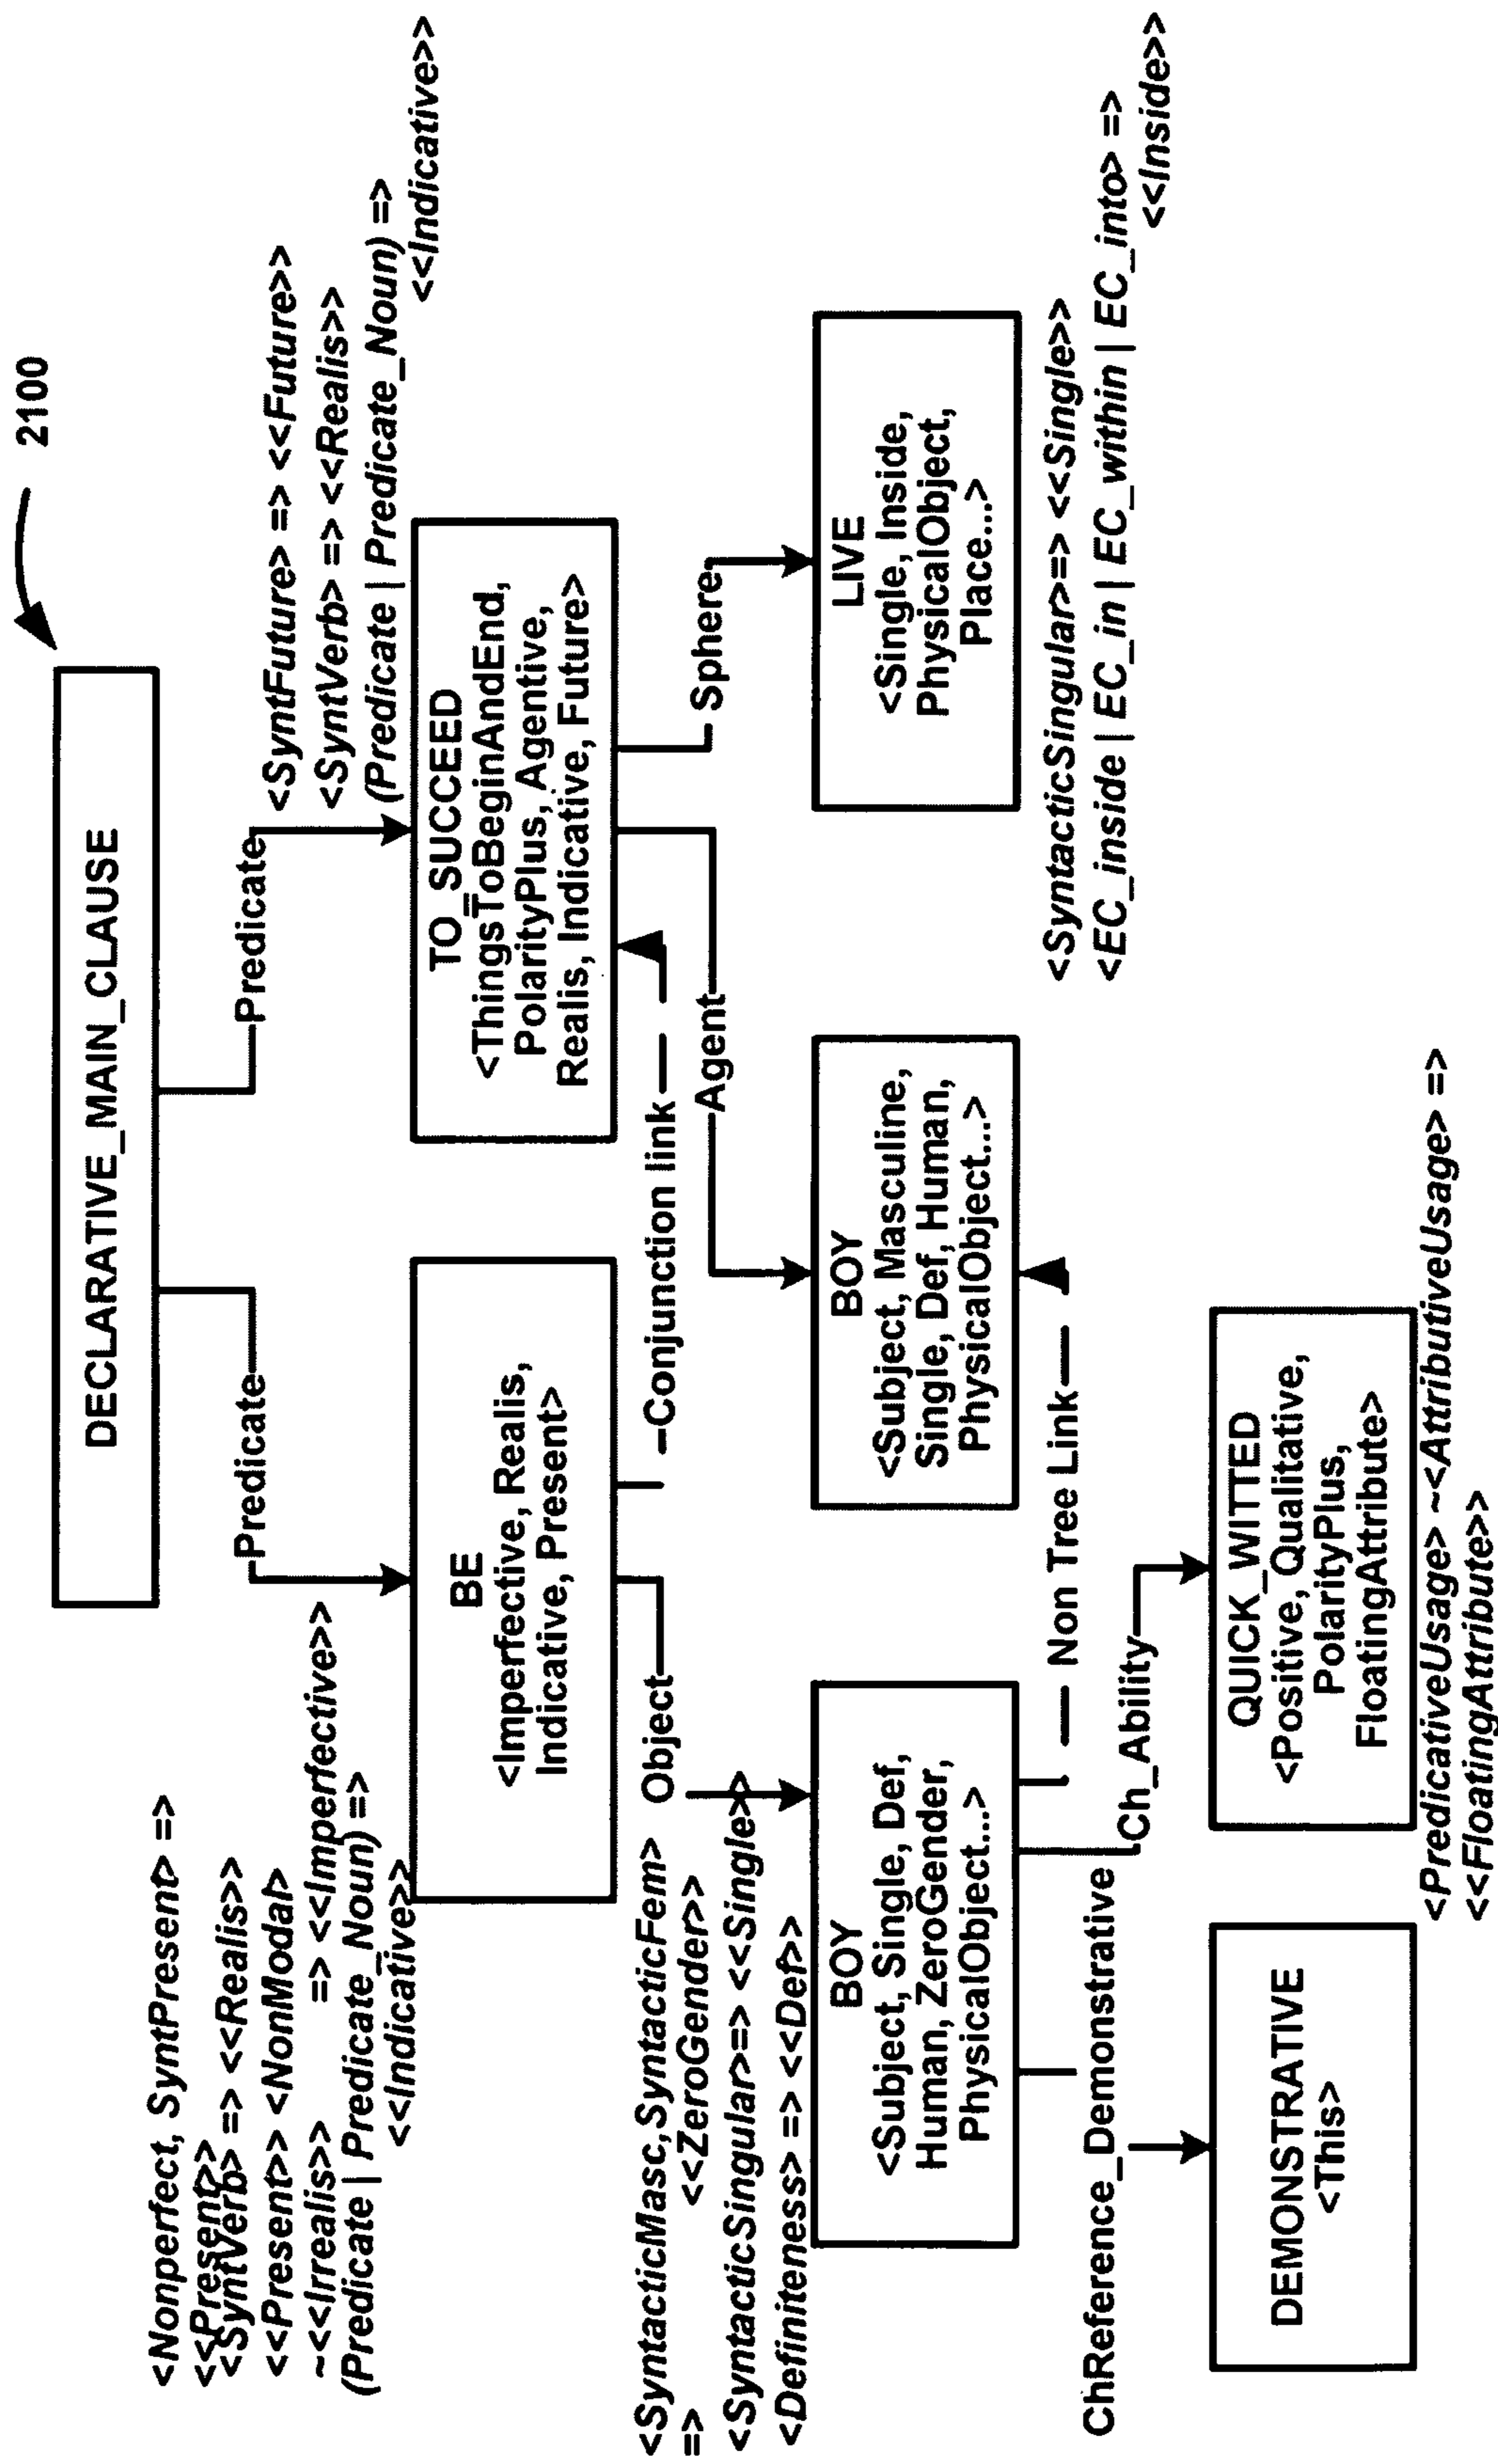 2100
DECLARATIVE_MAIN_CLAUSE
Predicate
Predicate
<Nonperfect, SyntPresent> =>
<<Present>>
<SyntVerb> => <<Realis>>
<<Present>> <NonModal>
~<<Irrealis>> => <<Imperfective>>
(Predicate | Predicate_Noun) =>
<<Indicative>>
<SyntFuture> => <<Future>>
<SyntVerb> => <<Realis>>
(Predicate | Predicate_Noun) =>
<<Indicative>>
BE
<Imperfective, Realis,
Indicative, Present>
TO_SUCCEED
<ThingsToBeginAndEnd,
PolarityPlus, Agentive,
Realis, Indicative, Future>
Object
Conjunction link
Agent
Sphere
<SyntacticMasc,SyntacticFem>
=> <<ZeroGender>>
<SyntacticSingular>=> <<Single>>
<Definiteness> => <<Def>>
BOY
<Subject, Single, Def,
Human, ZeroGender,
PhysicalObject...>
BOY
<Subject, Masculine,
Single, Def, Human,
PhysicalObject...>
LIVE
<Single, Inside,
PhysicalObject,
Place...>
<SyntacticSingular>=> <<Single>>
<EC_inside | EC_in | EC_within | EC_into> =>
<<Inside>>
Non Tree Link
ChReference_Demonstrative
Ch_Ability
DEMONSTRATIVE
<This>
QUICK_WITTED
<Positive, Qualitative,
PolarityPlus,
FloatingAttribute>
<PredicativeUsage> ~<AttributiveUsage> =>
<<FloatingAttribute>>